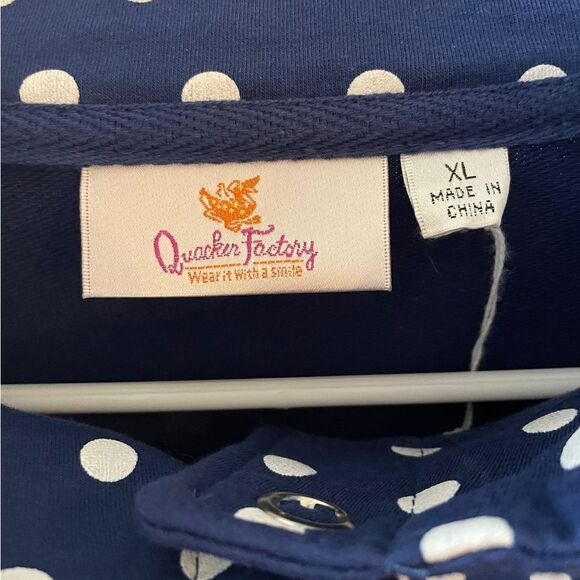 Quacker Factory
Wear it with a smile
XL
MADE IN
CHINA